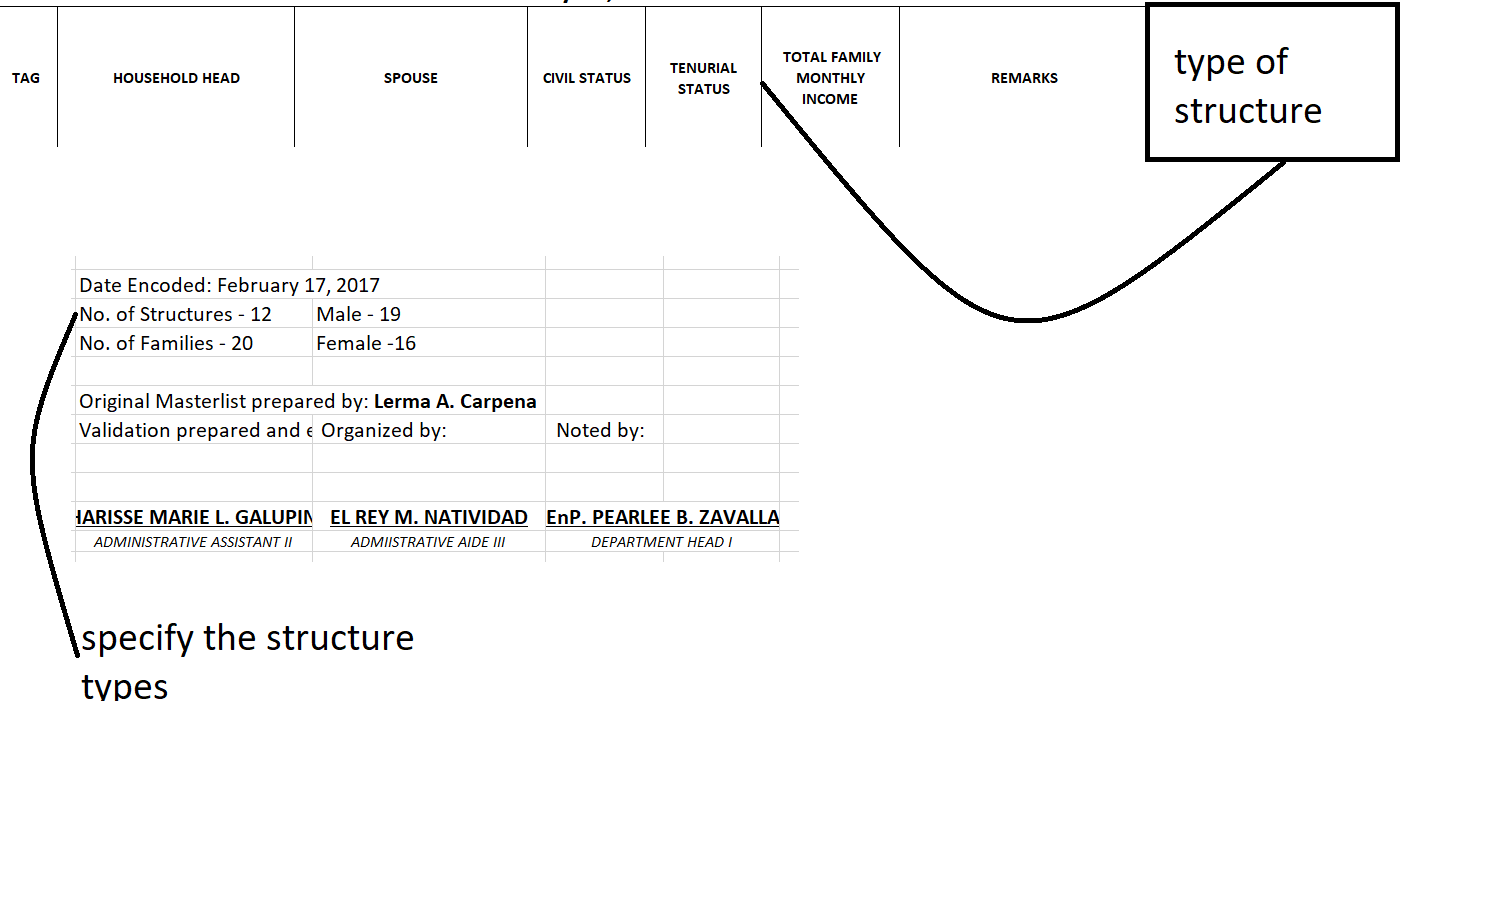 TAG
HOUSEHOLD HEAD
SPOUSE
CIVIL STATUS
TENURIAL
STATUS
TOTAL FAMILY
MONTHLY
INCOME
REMARKS
type of
structure
Date Encoded: February 17, 2017
No. of Structures - 12 Male - 19
No. of Families - 20 Female -16
Original Masterlist prepared by: Lerma A. Carpena
Validation prepared and Organized by: Noted by:
HARISSE MARIE L. GALUPIN EL REY M. NATIVIDAD EnP. PEARLEE B. ZAVALLA
ADMINISTRATIVE ASSISTANT II ADMIISTRATIVE AIDE III DEPARTMENT HEAD I
specify the structure
types